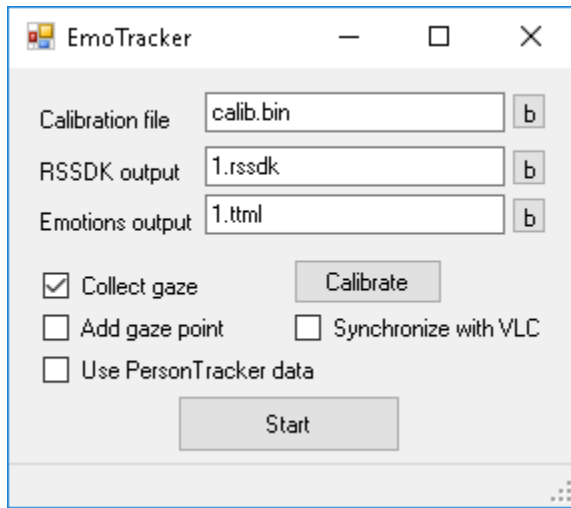 EmoTracker
Calibration file calib.bin b
RSSDK output 1.rssdk b
Emotions output 1.ttml b
Collect gaze Calibrate
Add gaze point Synchronize with VLC
Use PersonTracker data
Start